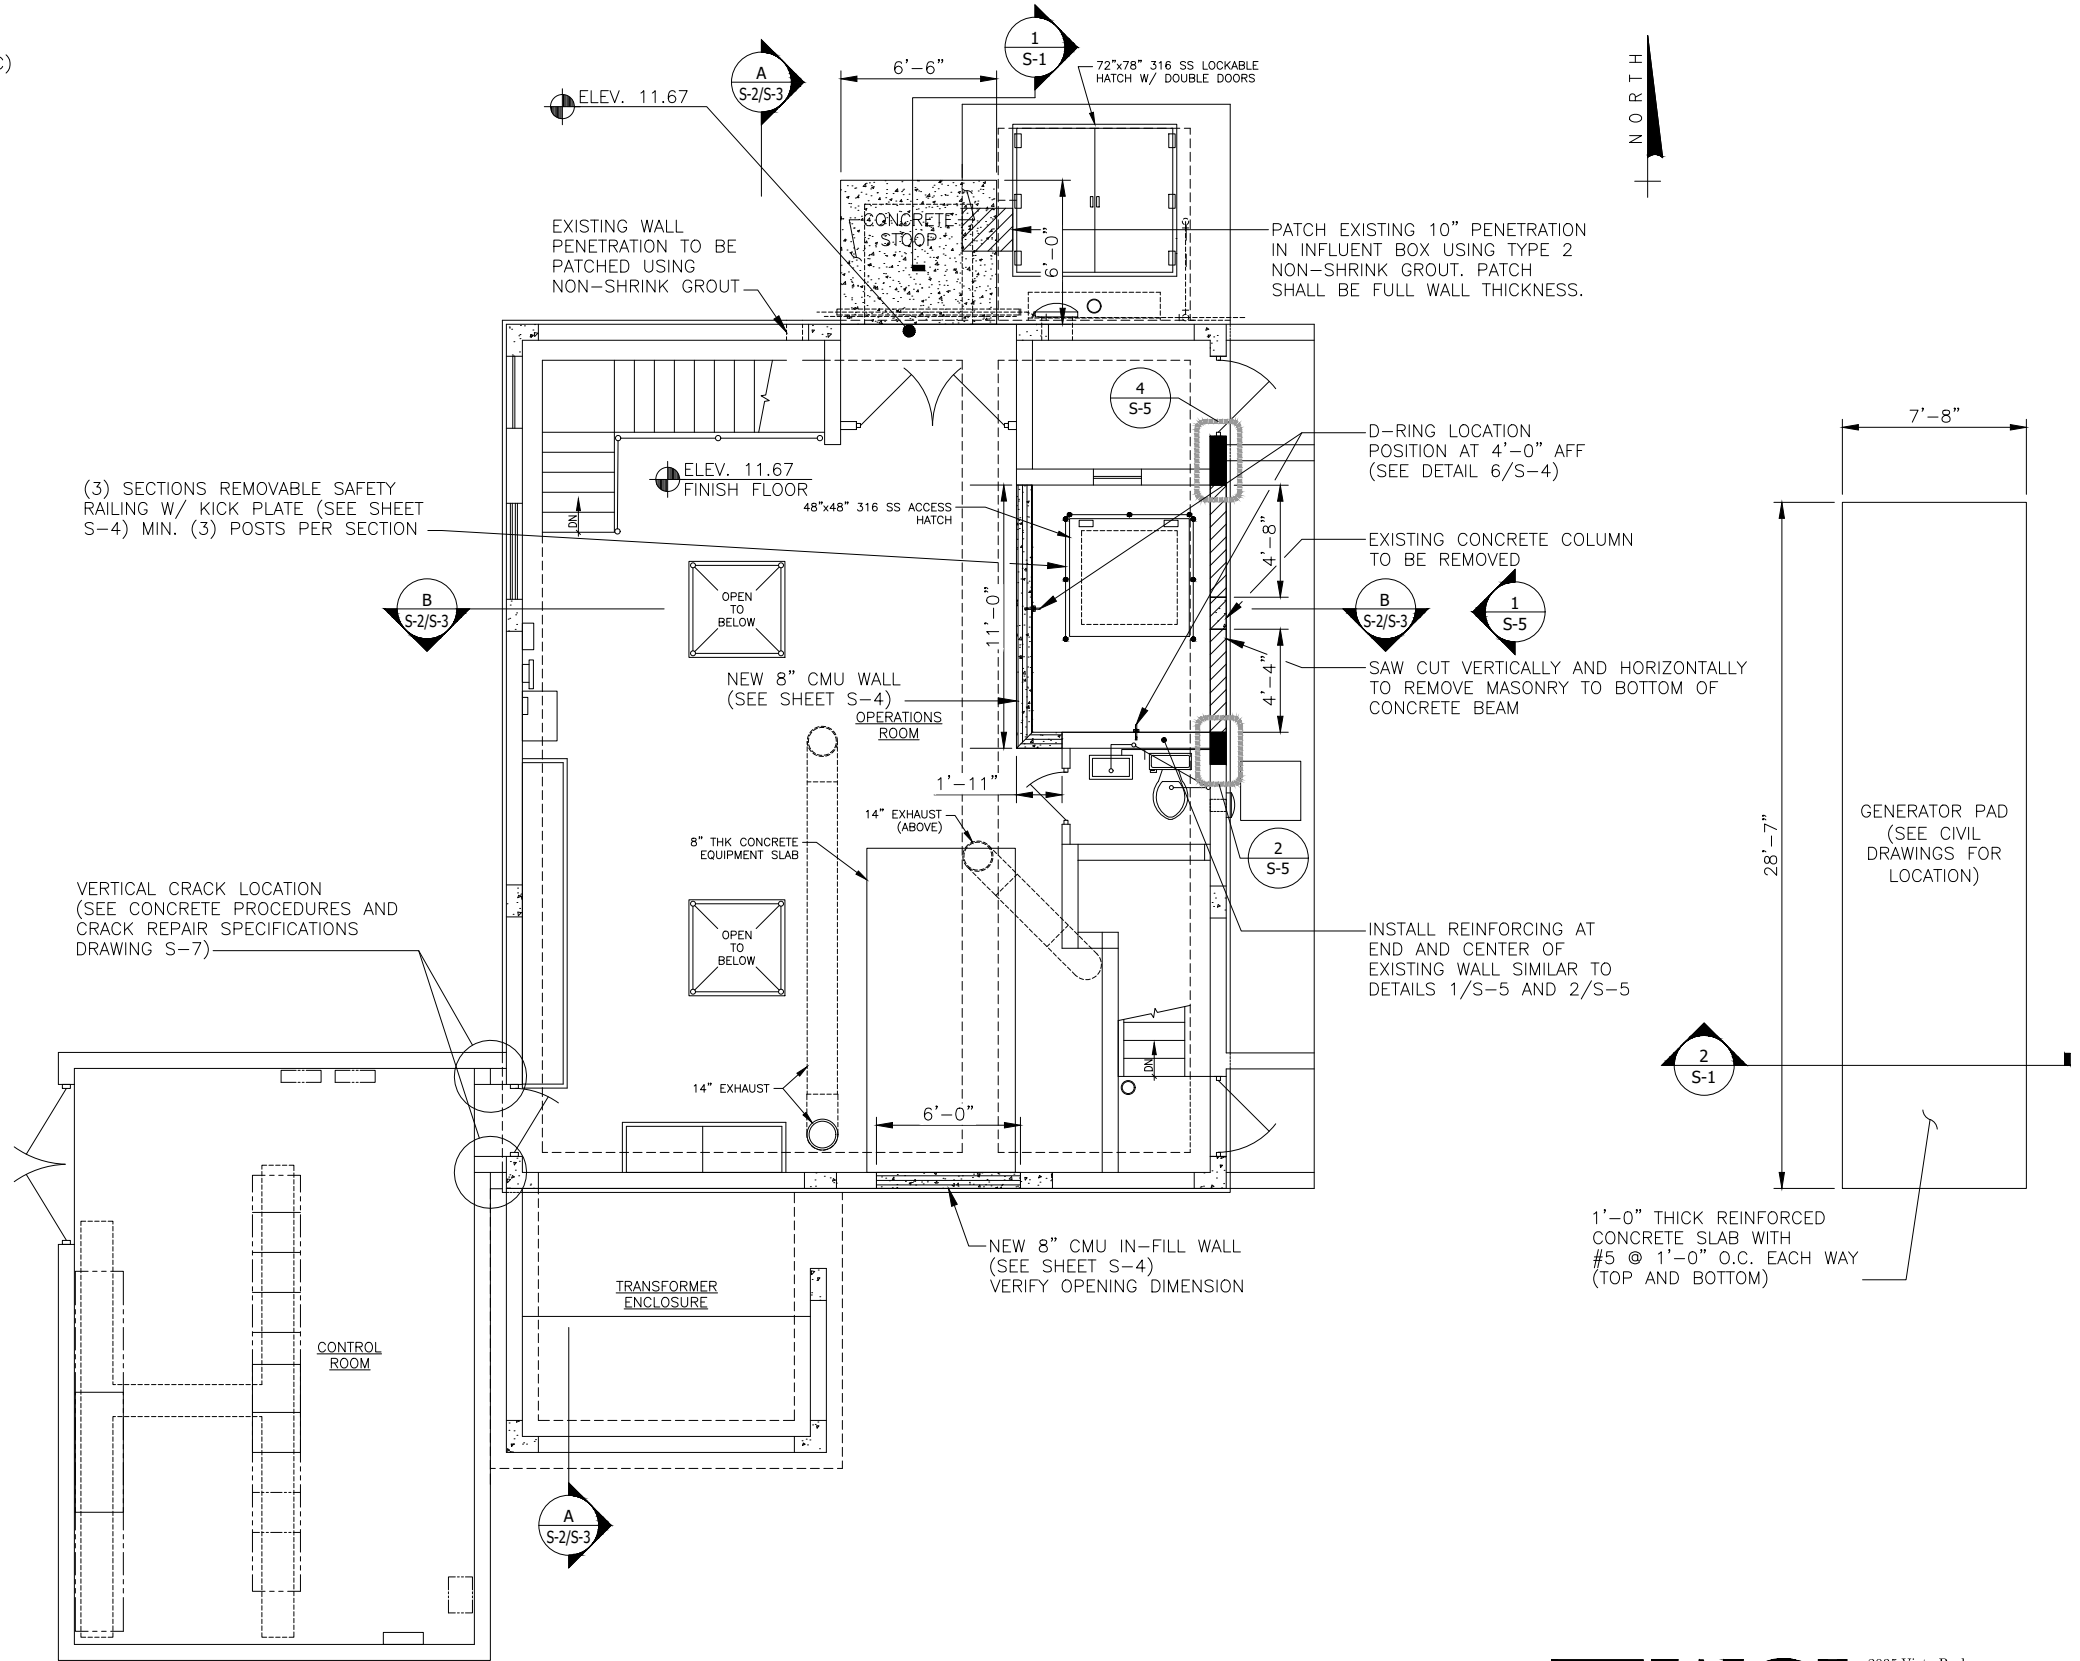 C)
A
S-2/S-3
6'-6"
1
S-1
72"x78" 316 SS LOCKABLE
HATCH W/ DOUBLE DOORS
NORTH
ELEV. 11.67
CONCRETE
STOOP
6'-0"
EXISTING WALL
PENETRATION TO BE
PATCHED USING
NON-SHRINK GROUT
PATCH EXISTING 10" PENETRATION
IN INFLUENT BOX USING TYPE 2
NON-SHRINK GROUT. PATCH
SHALL BE FULL WALL THICKNESS.
4
S-5
7'-8"
D-RING LOCATION
POSITION AT 4'-0" AFF
(SEE DETAIL 6/S-4)
ELEV. 11.67
FINISH FLOOR
(3) SECTIONS REMOVABLE SAFETY
RAILING W/ KICK PLATE (SEE SHEET
S-4) MIN. (3) POSTS PER SECTION
DN
48"x48" 316 SS ACCESS
HATCH
4'-8"
EXISTING CONCRETE COLUMN
TO BE REMOVED
B
S-2/S-3
OPEN
TO
BELOW
11'-0"
B
S-2/S-3
1
S-5
4'-4"
SAW CUT VERTICALLY AND HORIZONTALLY
TO REMOVE MASONRY TO BOTTOM OF
CONCRETE BEAM
NEW 8" CMU WALL
(SEE SHEET S-4)
OPERATIONS
ROOM
1'-11"
14" EXHAUST
(ABOVE)
8" THK CONCRETE
EQUIPMENT SLAB
2
S-5
28'-7"
GENERATOR PAD
(SEE CIVIL
DRAWINGS FOR
LOCATION)
VERTICAL CRACK LOCATION
(SEE CONCRETE PROCEDURES AND
CRACK REPAIR SPECIFICATIONS
DRAWING S-7)
OPEN
TO
BELOW
INSTALL REINFORCING AT
END AND CENTER OF
EXISTING WALL SIMILAR TO
DETAILS 1/S-5 AND 2/S-5
DN
2
S-1
14" EXHAUST
6'-0"
1'-0" THICK REINFORCED
CONCRETE SLAB WITH
#5 @ 1'-0" O.C. EACH WAY
(TOP AND BOTTOM)
NEW 8" CMU IN-FILL WALL
(SEE SHEET S-4)
VERIFY OPENING DIMENSION
TRANSFORMER
ENCLOSURE
CONTROL
ROOM
A
S-2/S-3